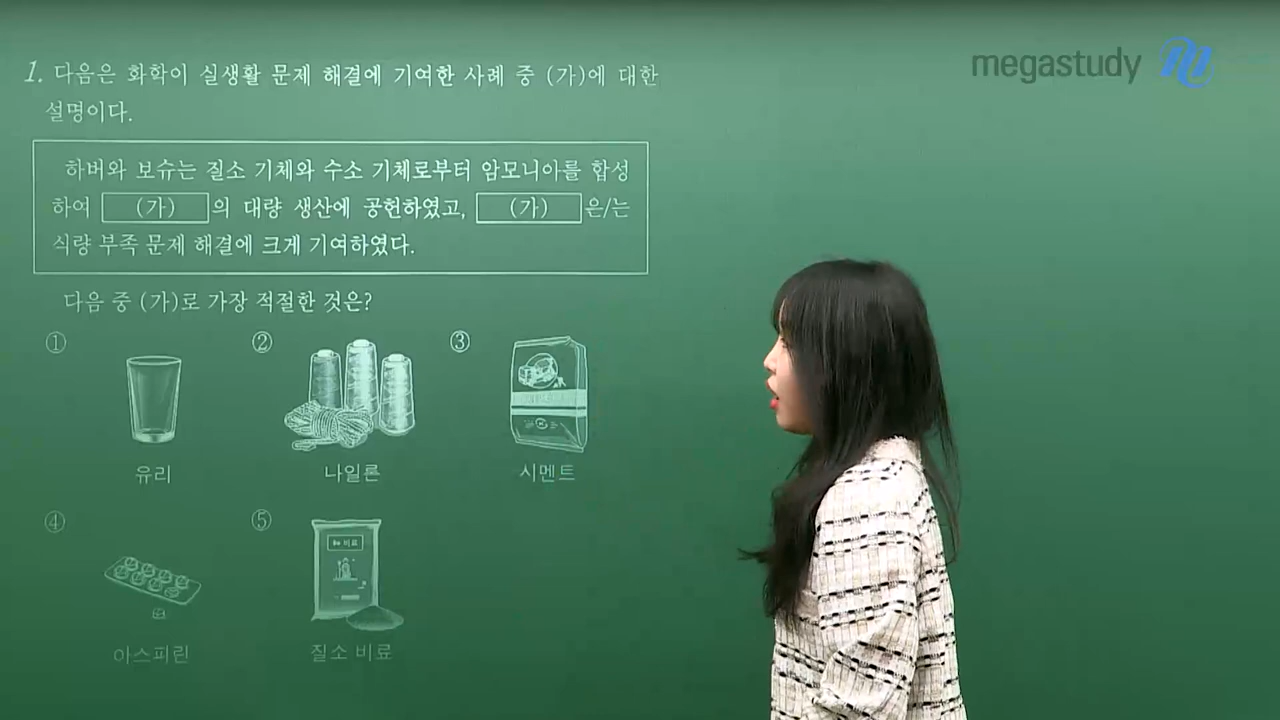 megastudy
1. 다음은 화학이 실생활 문제 해결에 기여한 사례 중 (가)에 대한
설명이다.
하버와 보슈는 질소 기체와 수소 기체로부터 암모니아를 합성
하여 (가) 의 대량 생산에 공헌하였고, (가) 은/는
식량 부족 문제 해결에 크게 기여하였다.
다음 중 (가)로 가장 적절한 것은?
① ② ③
유리 나일론 시멘트
④ ⑤
비료
아스피린 질소 비료